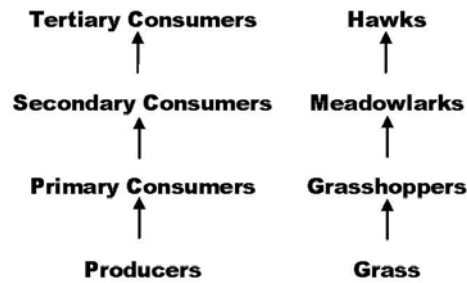 Tertiary Consumers Hawks
Secondary Consumers Meadowlarks
Primary Consumers Grasshoppers
Producers Grass